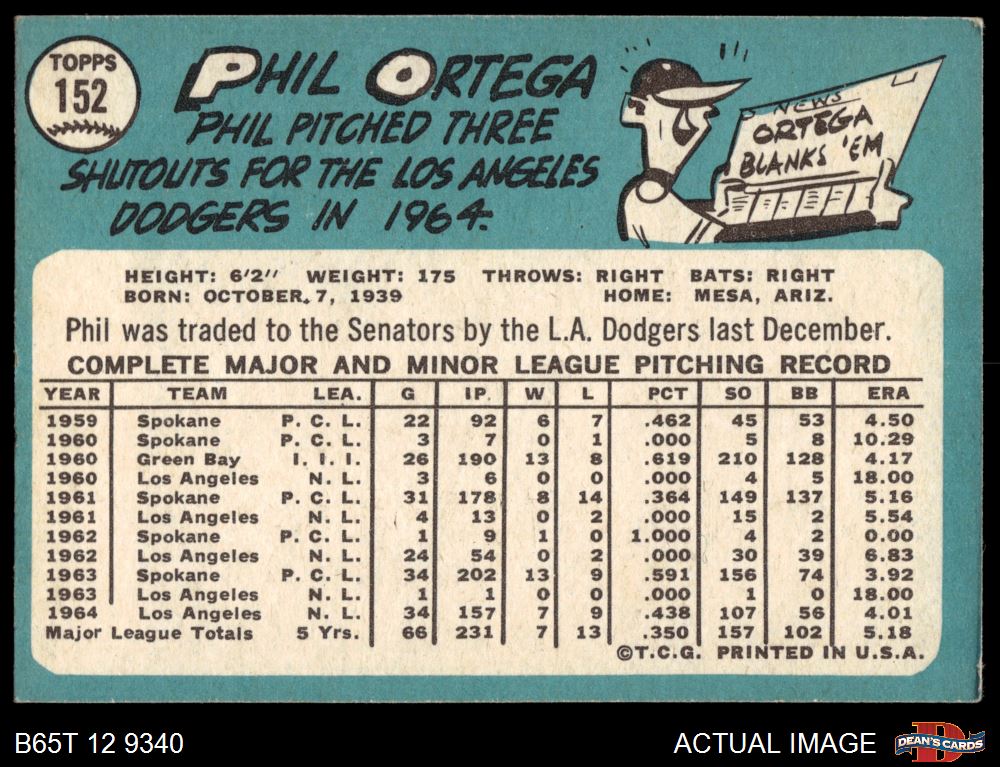 TOPPS
152
PHIL ORTEGA
PHIL PITCHED THREE
SHUTOUTS FOR THE LOS ANGELES
DODGERS IN 1964.
NEWS
ORTEGA
BLANKS 'EM
HEIGHT: 6'2" WEIGHT: 175 THROWS: RIGHT BATS: RIGHT
BORN: OCTOBER 7, 1939 HOME: MESA, ARIZ.
Phil was traded to the Senators by the L.A. Dodgers last December.
COMPLETE MAJOR AND MINOR LEAGUE PITCHING RECORD
YEAR TEAM LEA. G IP. W L PCT SO BB ERA
1959 Spokane P. C. L. 22 92 6 7 .462 45 53 4.50
1960 Spokane P. C. L. 3 7 0 1 .000 5 8 10.29
1960 Green Bay I. I. I. 26 190 13 8 .619 210 128 4.17
1960 Los Angeles N. L. 3 6 0 0 .000 4 5 18.00
1961 Spokane P. C. L. 31 178 8 14 .364 149 137 5.16
1961 Los Angeles N. L. 4 13 0 2 .000 15 2 5.54
1962 Spokane P. C. L. 1 9 1 0 1.000 4 2 0.00
1962 Los Angeles N. L. 24 54 0 2 .000 30 39 6.83
1963 Spokane P. C. L. 34 202 13 9 .591 156 74 3.92
1963 Los Angeles N. L. 1 1 0 0 .000 1 0 18.00
1964 Los Angeles N. L. 34 157 7 9 .438 107 56 4.01
Major League Totals 5 Yrs. 66 231 7 13 .350 157 102 5.18
©T.C.G. PRINTED IN U.S.A.
B65T 12 9340
ACTUAL IMAGE
D
DEAN'S CARDS